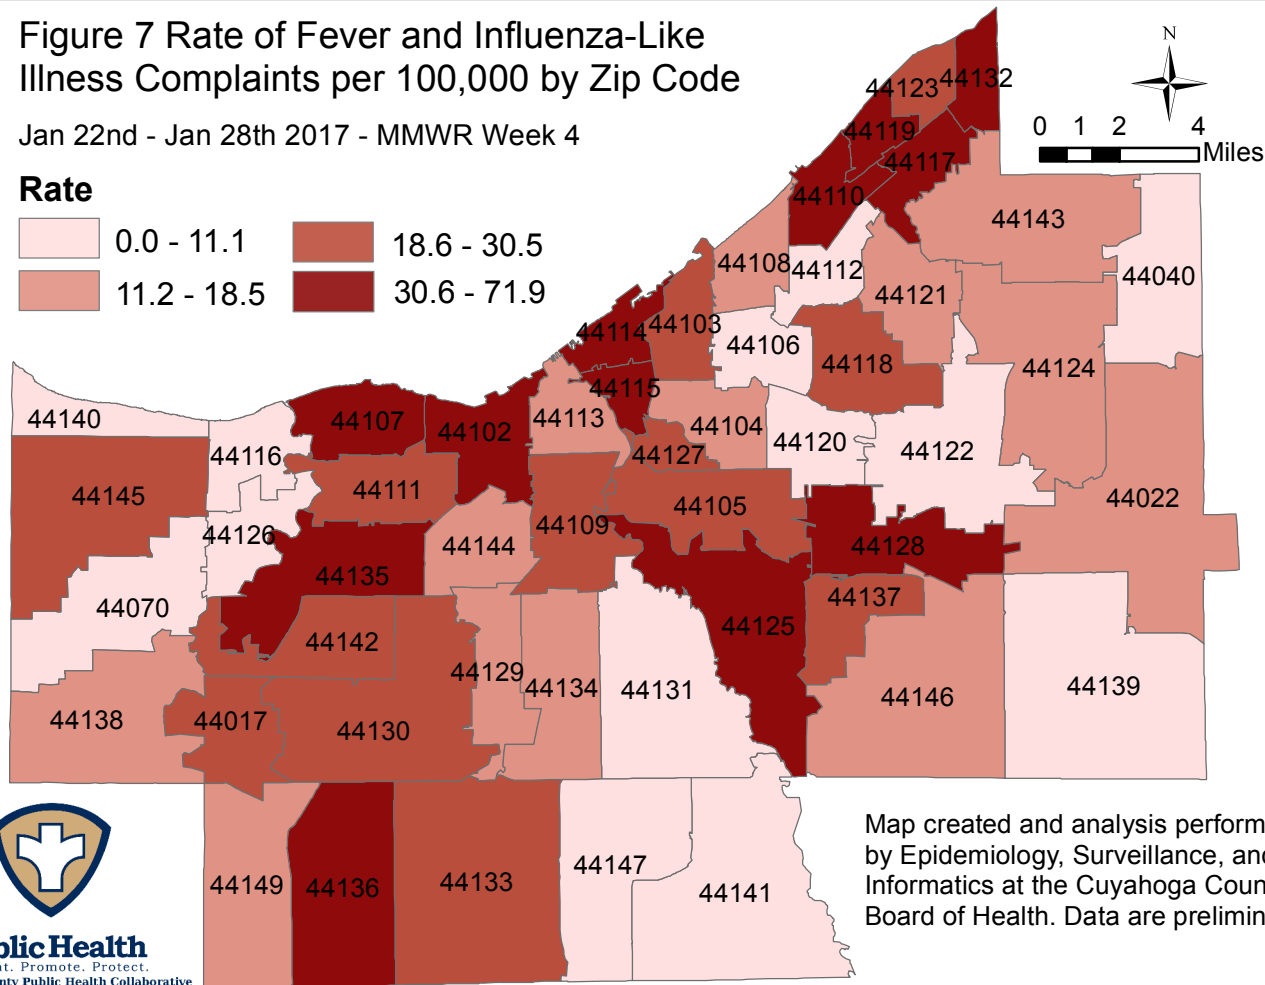 Figure 7 Rate of Fever and Influenza-Like
Illness Complaints per 100,000 by Zip Code
Jan 22nd - Jan 28th 2017 - MMWR Week 4
Rate
0.0 - 11.1
18.6 - 30.5
11.2 - 18.5
30.6 - 71.9
N
0 1 2 4
Miles
44123
44132
44119
44117
44110
44143
44108
44112
44040
44121
44114
44103
44106
44118
44124
44115
44140
44107
44102
44113
44104
44120
44122
44116
44127
44145
44111
44105
44022
44126
44109
44144
44128
44135
44070
44137
44142
44125
44129
44134
44131
44139
44146
44138
44017
44130
44149
44136
44133
44147
44141
Map created and analysis perform
by Epidemiology, Surveillance, and
Informatics at the Cuyahoga Coun
Board of Health. Data are prelimin
blic Health
nt. Promote. Protect.
nty Public Health Collaborative